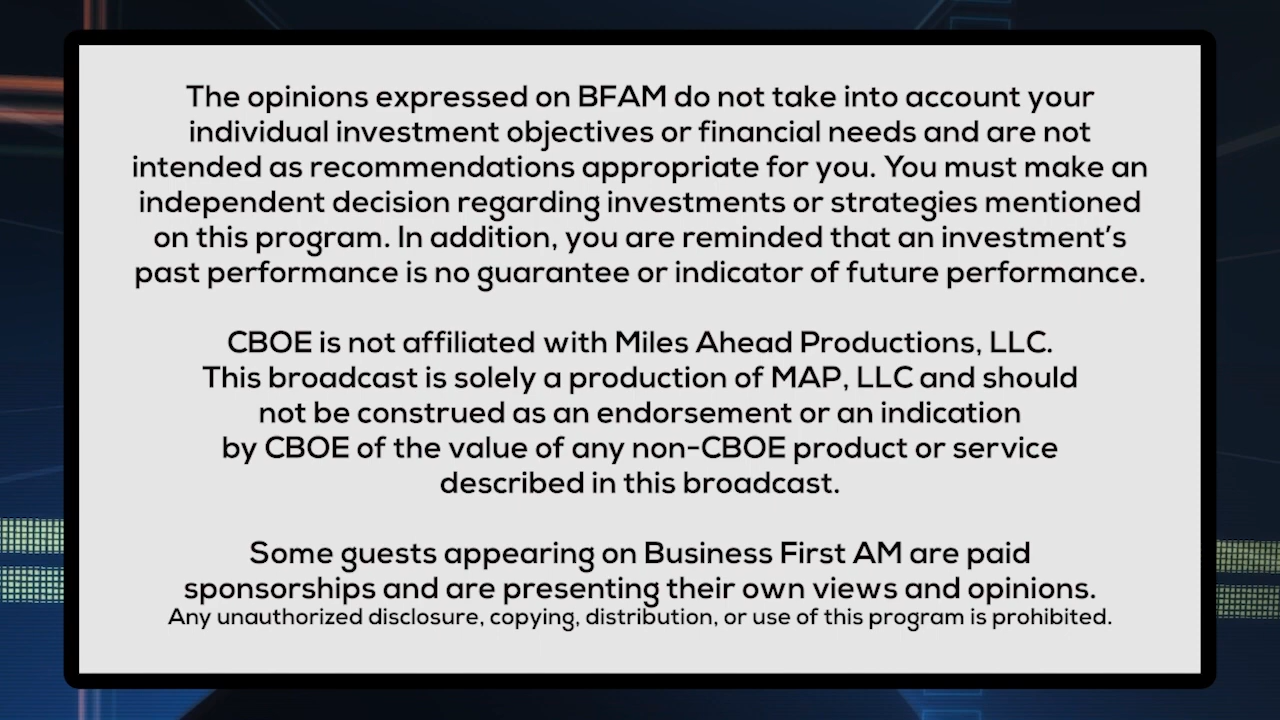 The opinions expressed on BFAM do not take into account your
individual investment objectives or financial needs and are not
intended as recommendations appropriate for you. You must make an
independent decision regarding investments or strategies mentioned
on this program. In addition, you are reminded that an investment's
past performance is no guarantee or indicator of future performance.
CBOE is not affiliated with Miles Ahead Productions, LLC.
This broadcast is solely a production of MAP, LLC and should
not be construed as an endorsement or an indication
by CBOE of the value of any non-CBOE product or service
described in this broadcast.
Some guests appearing on Business First AM are paid
sponsorships and are presenting their own views and opinions.
Any unauthorized disclosure, copying, distribution, or use of this program is prohibited.